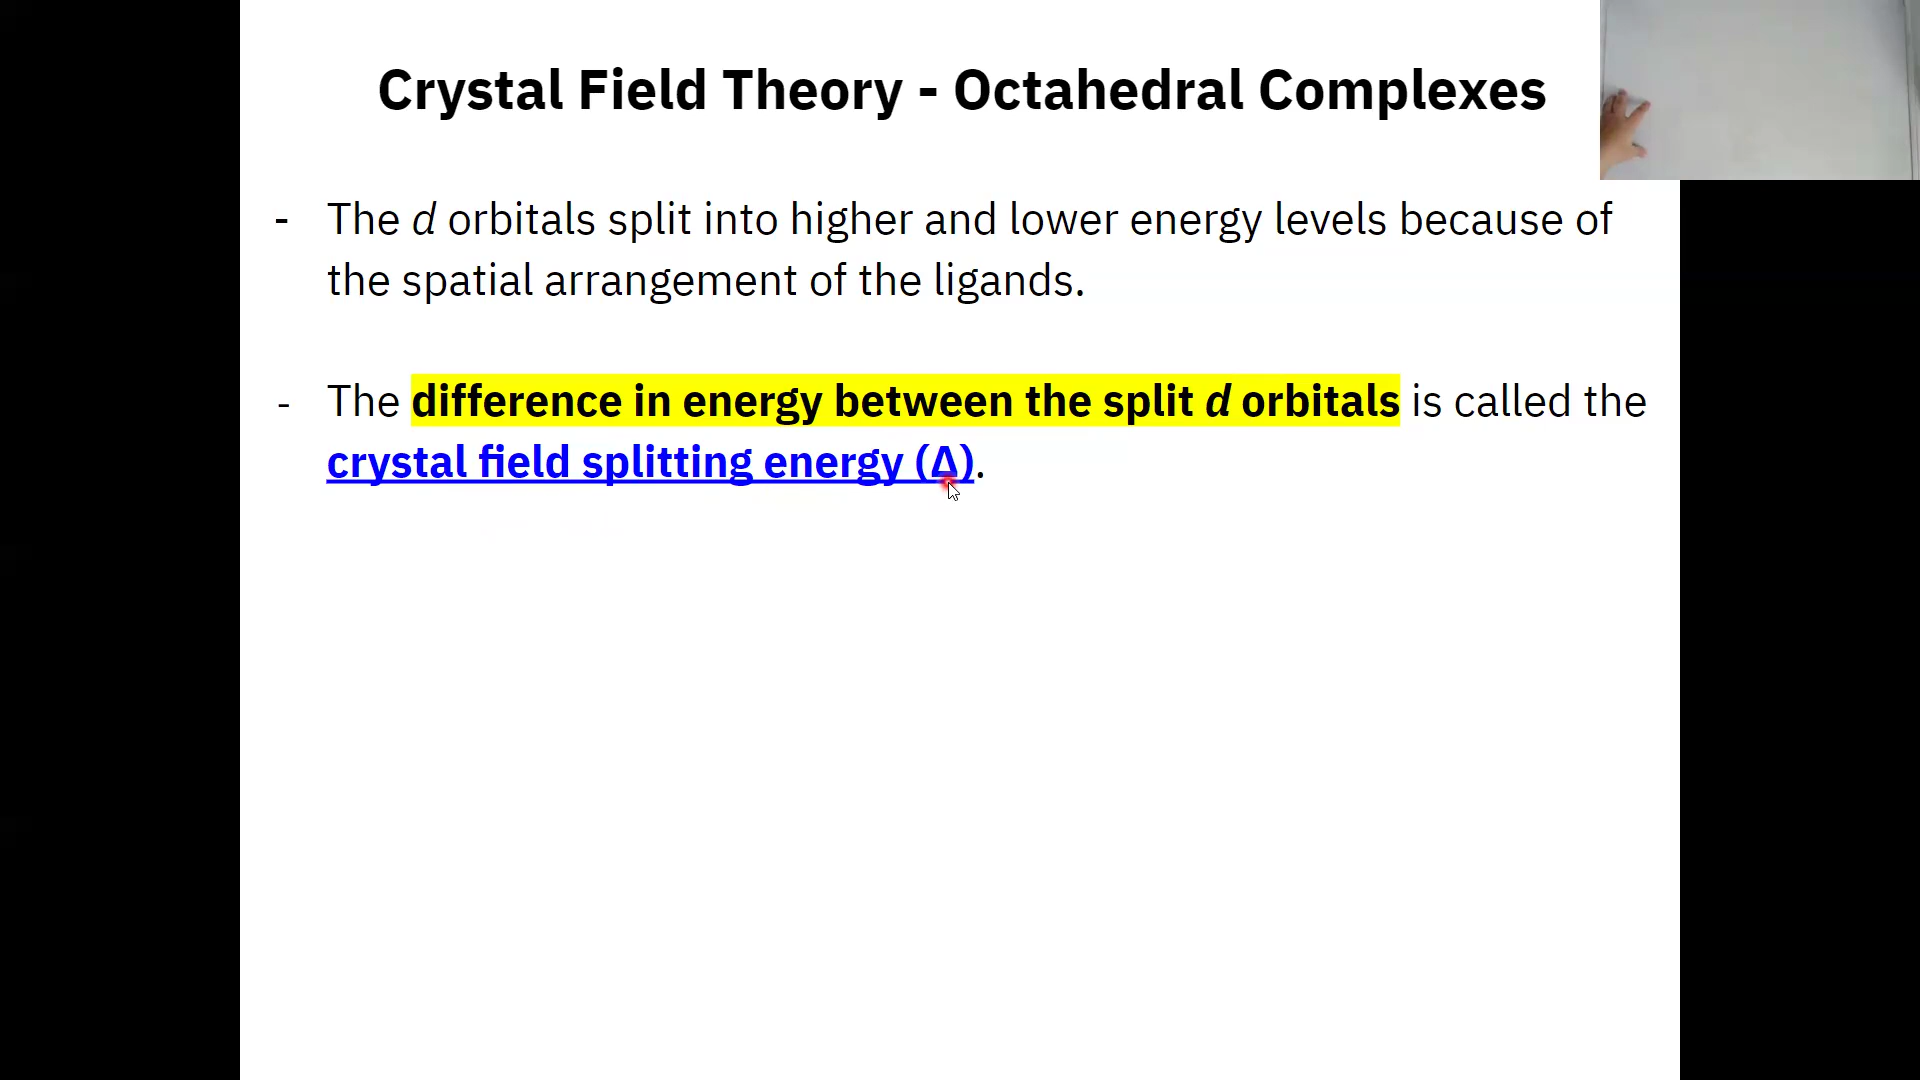 Crystal Field Theory - Octahedral Complexes
- The d orbitals split into higher and lower energy levels because of
the spatial arrangement of the ligands.
- The difference in energy between the split d orbitals is called the
crystal field splitting energy (Δ).